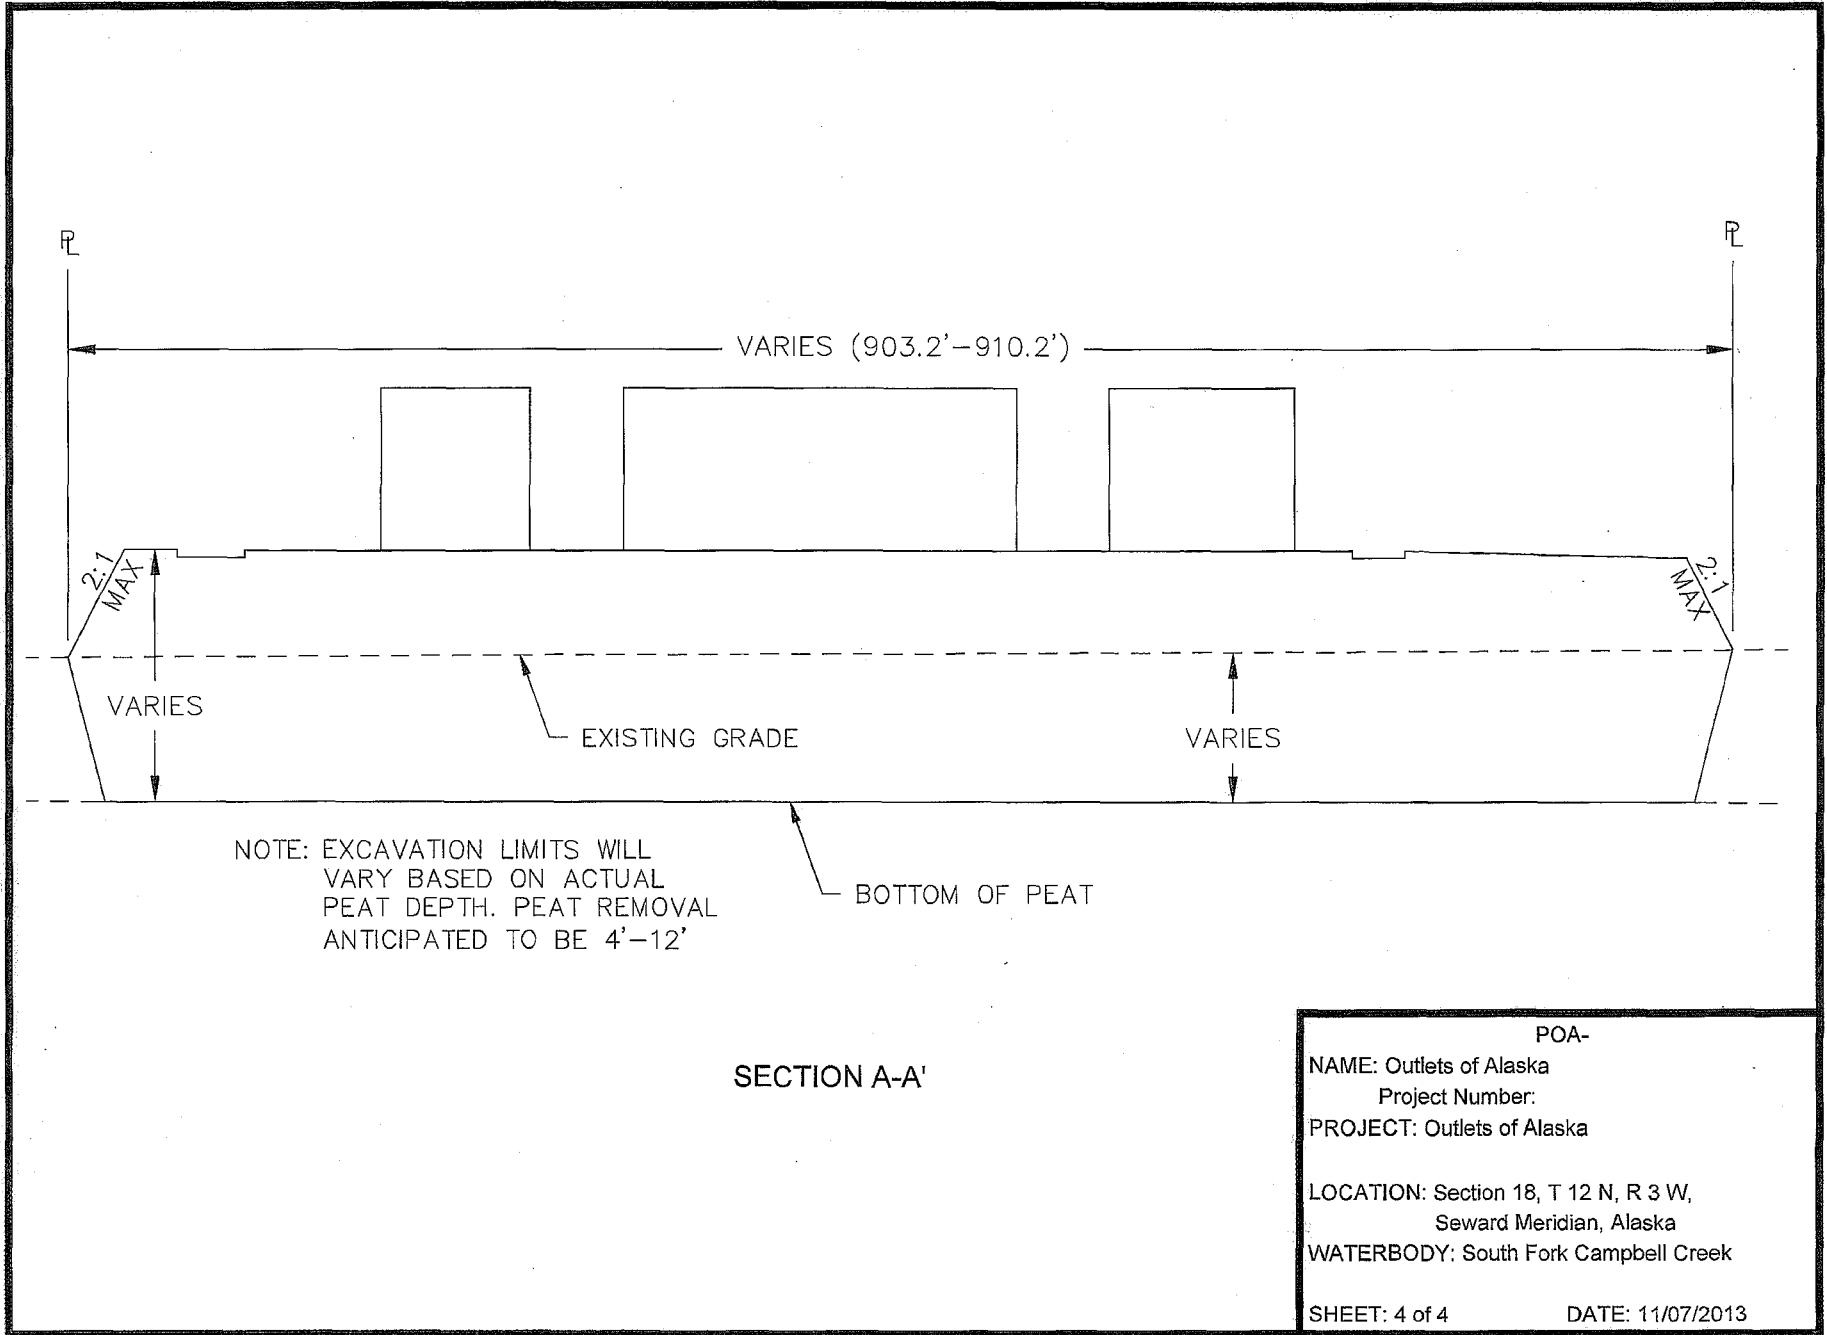 PL
PL
VARIES (903.2'-910.2')
2:1
MAX
2:1
MAX
VARIES
EXISTING GRADE
VARIES
NOTE: EXCAVATION LIMITS WILL
VARY BASED ON ACTUAL
PEAT DEPTH. PEAT REMOVAL
ANTICIPATED TO BE 4'-12'
BOTTOM OF PEAT
SECTION A-A'
POA-
NAME: Outlets of Alaska
Project Number:
PROJECT: Outlets of Alaska
LOCATION: Section 18, T 12 N, R 3 W,
Seward Meridian, Alaska
WATERBODY: South Fork Campbell Creek
SHEET: 4 of 4 DATE: 11/07/2013